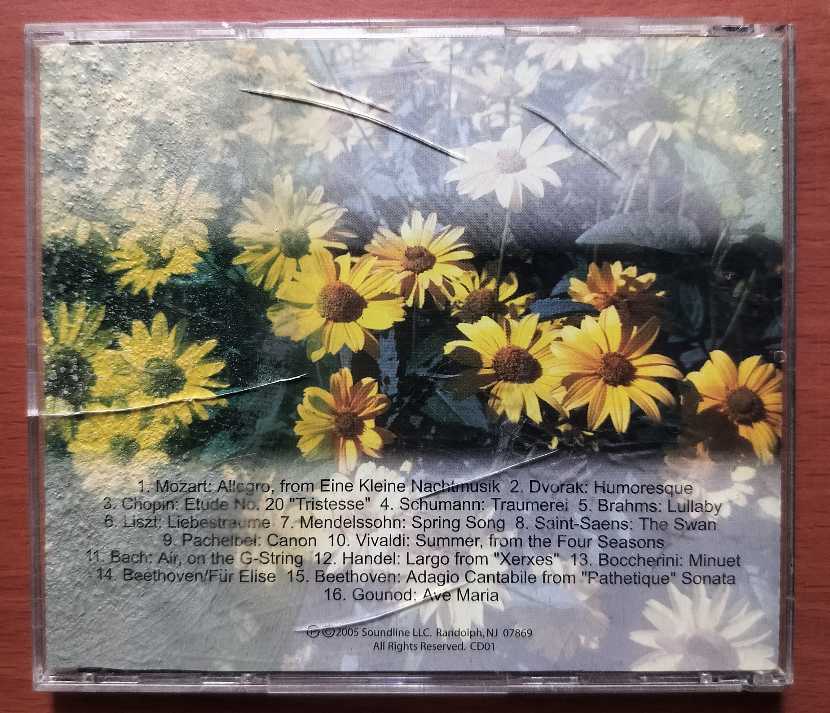 1. Mozart: Allegro, from Eine Kleine Nachtmusik 2. Dvorak: Humoresque
3. Chopin: Etude No. 20 "Tristesse" 4. Schumann: Traumerei 5. Brahms: Lullaby
6. Liszt: Liebestraume 7. Mendelssohn: Spring Song 8. Saint-Saens: The Swan
9. Pachelbel: Canon 10. Vivaldi: Summer, from the Four Seasons
11. Bach: Air, on the G-String 12. Handel: Largo from "Xerxes" 13. Boccherini: Minuet
14. Beethoven/Für Elise 15. Beethoven: Adagio Cantabile from "Pathetique" Sonata
16. Gounod: Ave Maria
℗©2005 Soundline LLC. Randolph, NJ 07869
All Rights Reserved. CD01